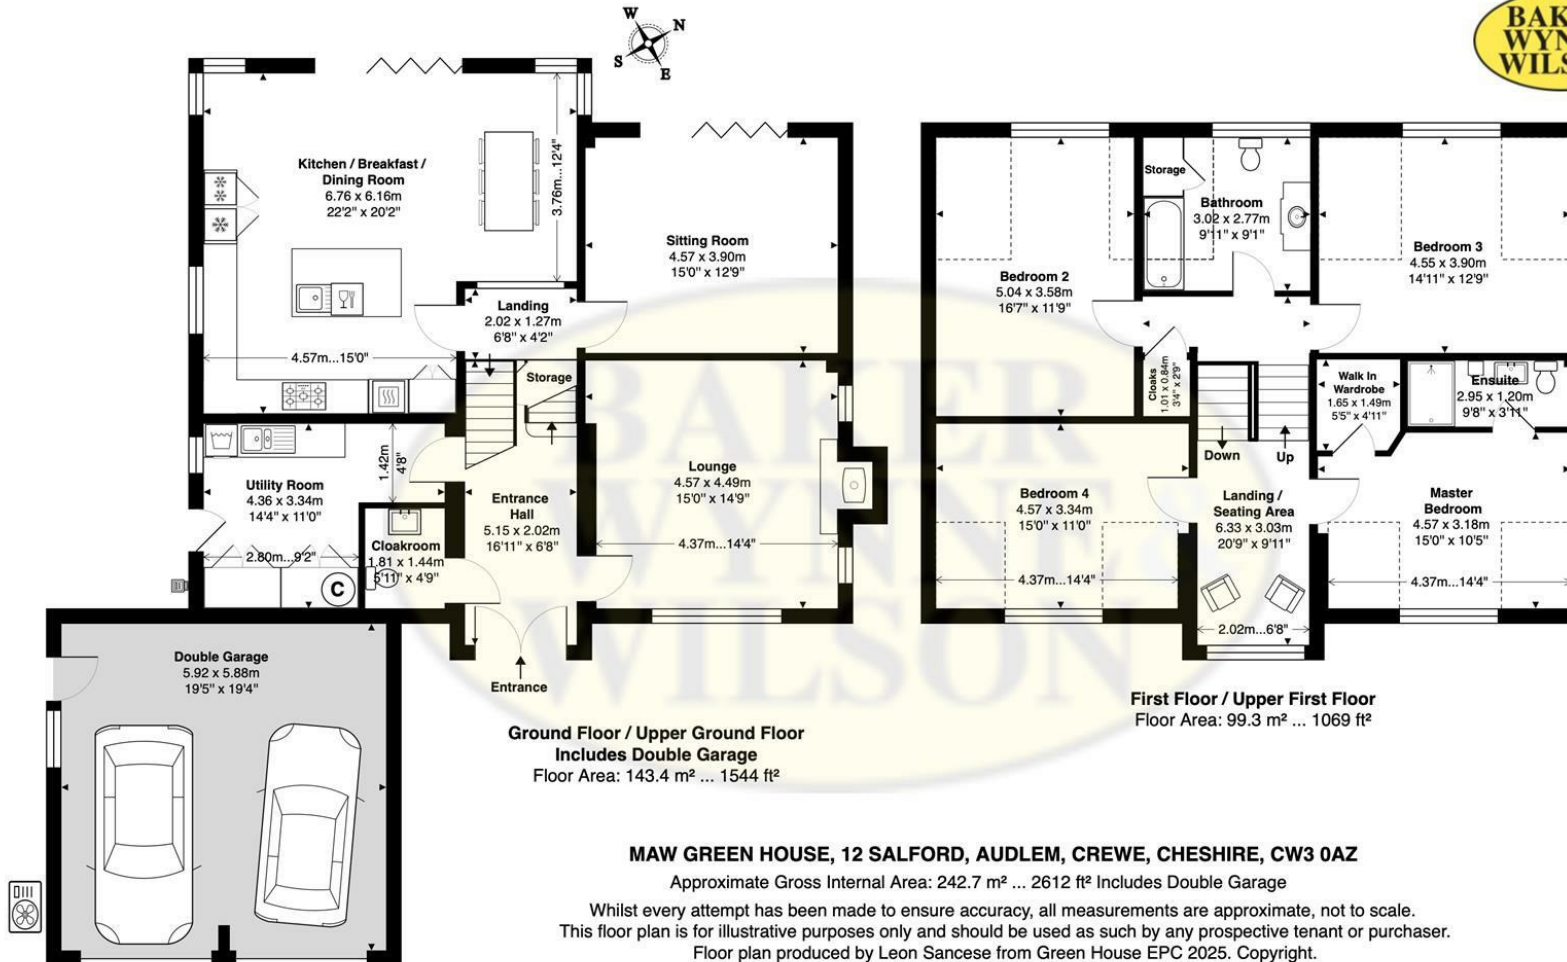 W
N
S
E
BAK
WYN
WILS
Kitchen / Breakfast /
Dining Room
6.76 x 6.16m
22'2" x 20'2"
3.76m...12'4"
4.57m...15'0"
Landing
2.02 x 1.27m
6'8" x 4'2"
Sitting Room
4.57 x 3.90m
15'0" x 12'9"
Storage
Utility Room
4.36 x 3.34m
14'4" x 11'0"
1.42m
4'8"
2.80m...9'2"
C
Cloakroom
1.81 x 1.44m
5'11" x 4'9"
Entrance
Hall
5.15 x 2.02m
16'11" x 6'8"
Lounge
4.57 x 4.49m
15'0" x 14'9"
4.37m...14'4"
Entrance
Double Garage
5.92 x 5.88m
19'5" x 19'4"
Ground Floor / Upper Ground Floor
Includes Double Garage
Floor Area: 143.4 m² ... 1544 ft²
Bedroom 2
5.04 x 3.58m
16'7" x 11'9"
Storage
Bathroom
3.02 x 2.77m
9'11" x 9'1"
Bedroom 3
4.55 x 3.90m
14'11" x 12'9"
Cloaks
1.01 x 0.84m
3'4" x 2'9"
Walk In
Wardrobe
1.65 x 1.49m
5'5" x 4'11"
Ensuite
2.95 x 1.20m
9'8" x 3'11"
Down
Up
Bedroom 4
4.57 x 3.34m
15'0" x 11'0"
4.37m...14'4"
Landing /
Seating Area
6.33 x 3.03m
20'9" x 9'11"
2.02m...6'8"
Master
Bedroom
4.57 x 3.18m
15'0" x 10'5"
4.37m...14'4"
First Floor / Upper First Floor
Floor Area: 99.3 m² ... 1069 ft²
BAKER
WYNNE &
WILSON
MAW GREEN HOUSE, 12 SALFORD, AUDLEM, CREWE, CHESHIRE, CW3 0AZ
Approximate Gross Internal Area: 242.7 m² ... 2612 ft² Includes Double Garage
Whilst every attempt has been made to ensure accuracy, all measurements are approximate, not to scale.
This floor plan is for illustrative purposes only and should be used as such by any prospective tenant or purchaser.
Floor plan produced by Leon Sancese from Green House EPC 2025. Copyright.